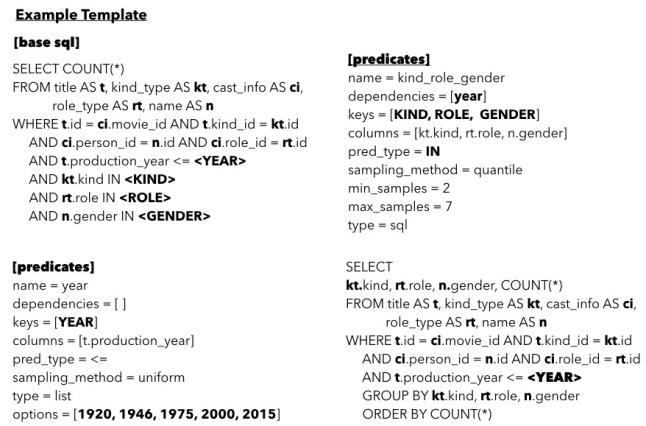 Example Template
[base sql]
SELECT COUNT(*)
FROM title AS t, kind_type AS kt, cast_info AS ci,
role_type AS rt, name AS n
WHERE t.id = ci.movie_id AND t.kind_id = kt.id
AND ci.person_id = n.id AND ci.role_id = rt.id
AND t.production_year <= <YEAR>
AND kt.kind IN <KIND>
AND rt.role IN <ROLE>
AND n.gender IN <GENDER>
[predicates]
name = year
dependencies = [ ]
keys = [YEAR]
columns = [t.production_year]
pred_type = <=
sampling_method = uniform
type = list
options = [1920, 1946, 1975, 2000, 2015]
[predicates]
name = kind_role_gender
dependencies = [year]
keys = [KIND, ROLE, GENDER]
columns = [kt.kind, rt.role, n.gender]
pred_type = IN
sampling_method = quantile
min_samples = 2
max_samples = 7
type = sql
SELECT
kt.kind, rt.role, n.gender, COUNT(*)
FROM title AS t, kind_type AS kt, cast_info AS ci,
role_type AS rt, name AS n
WHERE t.id = ci.movie_id AND t.kind_id = kt.id
AND ci.person_id = n.id AND ci.role_id = rt.id
AND t.production_year <= <YEAR>
GROUP BY kt.kind, rt.role, n.gender
ORDER BY COUNT(*)